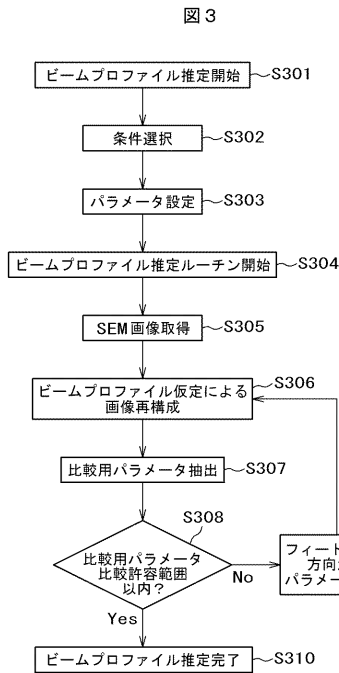 図3
ビームプロファイル推定開始
S301
条件選択
S302
パラメータ設定
S303
ビームプロファイル推定ルーチン開始
S304
SEM画像取得
S305
ビームプロファイル仮定による
画像再構成
S306
比較用パラメータ抽出
S307
比較用パラメータ
比較許容範囲
以内?
S308
No
フィート
方向
パラメー
Yes
ビームプロファイル推定完了
S310